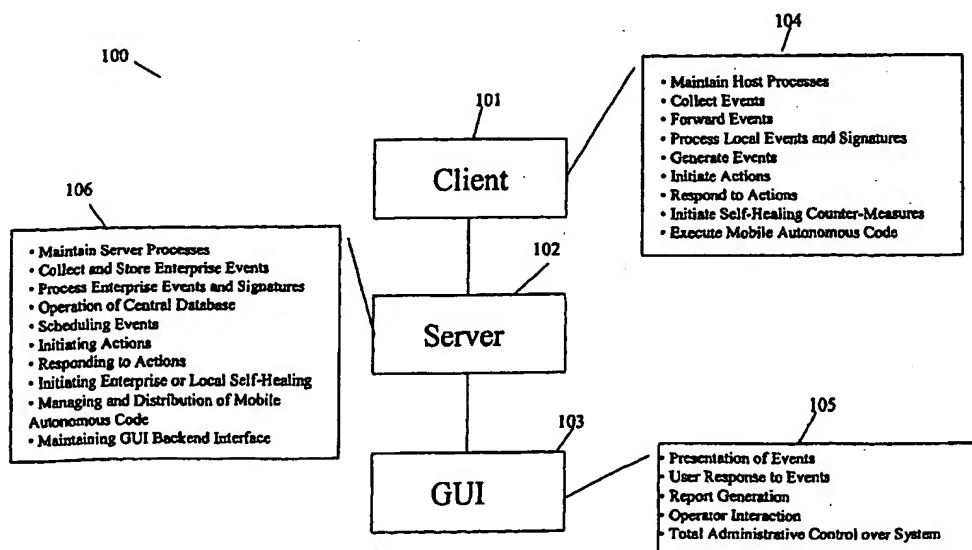 100
104
• Maintain Host Processes
• Collect Events
• Forward Events
• Process Local Events and Signatures
• Generate Events
• Initiate Actions
• Respond to Actions
• Initiate Self-Healing Counter-Measures
• Execute Mobile Autonomous Code
101
Client
106
• Maintain Server Processes
• Collect and Store Enterprise Events
• Process Enterprise Events and Signatures
• Operation of Central Database
• Scheduling Events
• Initiating Actions
• Responding to Actions
• Initiating Enterprise or Local Self-Healing
• Managing and Distribution of Mobile
Autonomous Code
• Maintaining GUI Backend Interface
102
Server
103
GUI
105
• Presentation of Events
• User Response to Events
• Report Generation
• Operator Interaction
• Total Administrative Control over System